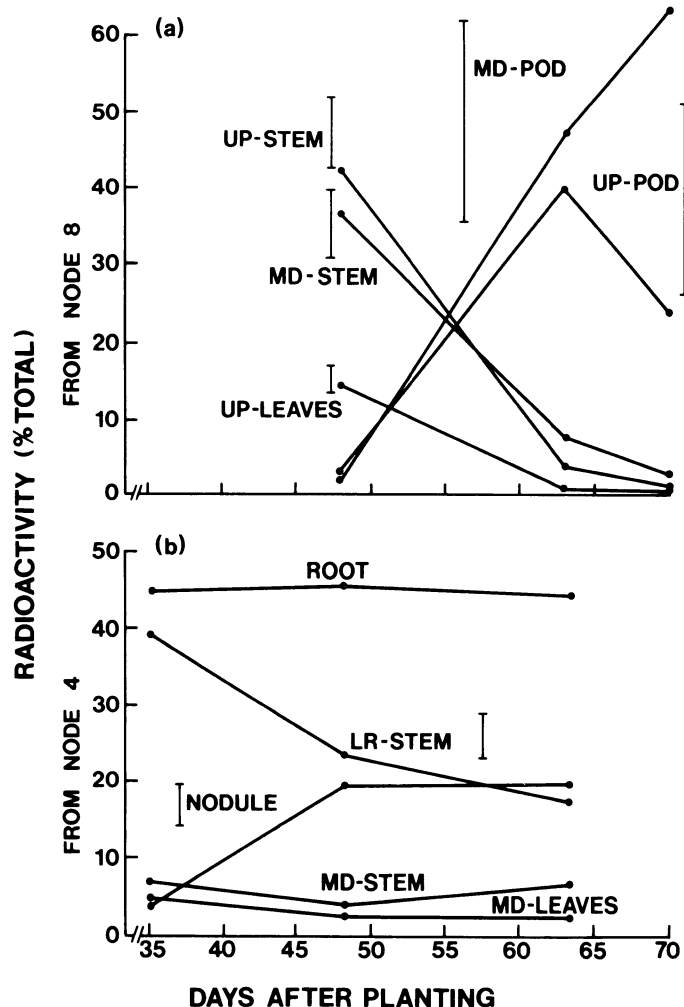 (a)
60
50
40
30
20
10
0
MD-POD
UP-STEM
UP-POD
MD-STEM
UP-LEAVES
RADIOACTIVITY (% TOTAL)
FROM NODE 8
(b)
50
40
30
20
10
0
ROOT
LR-STEM
NODULE
MD-STEM
MD-LEAVES
FROM NODE 4
35 40 45 50 55 60 65 70
DAYS AFTER PLANTING